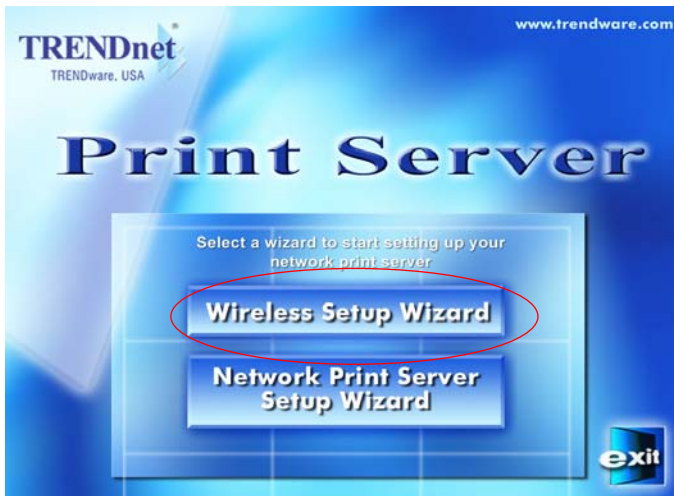 www.trendware.com
TRENDnet
TRENDware, USA
Print Server
Select a wizard to start setting up your
network print server
Wireless Setup Wizard
Network Print Server
Setup Wizard
exit